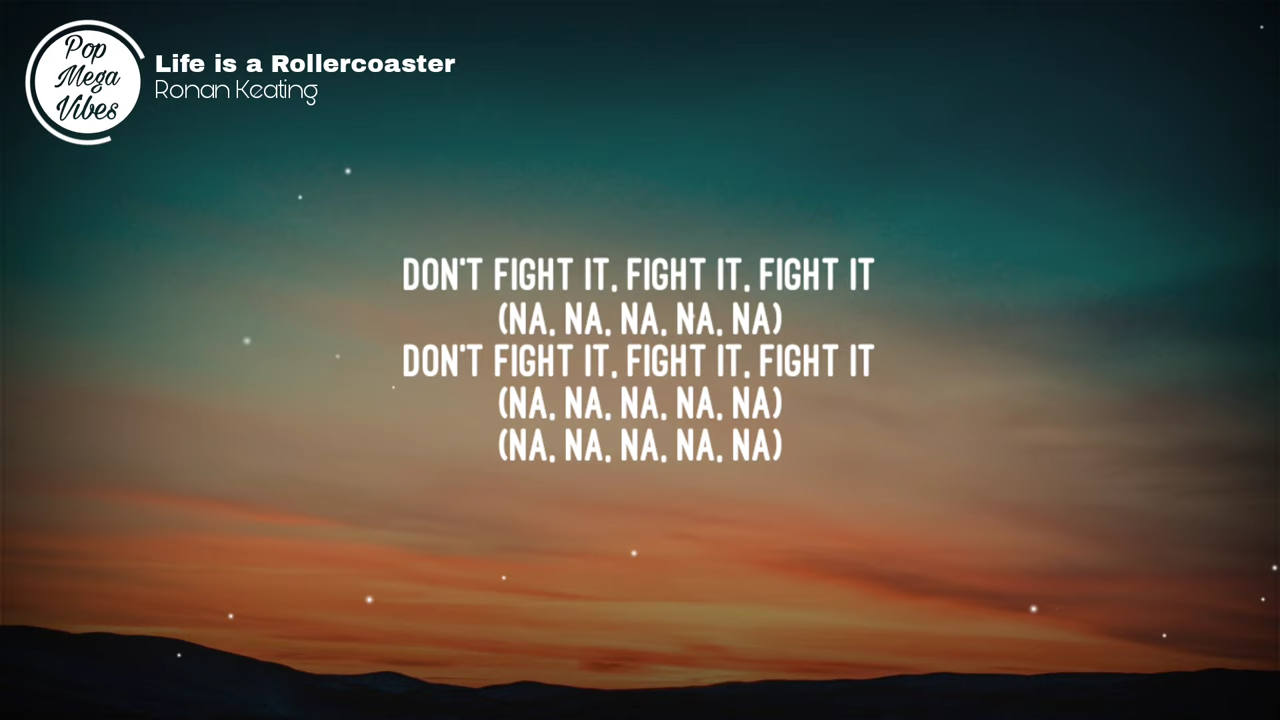 Pop
Mega
Vibes
Life is a Rollercoaster
Ronan Keating
DON'T FIGHT IT, FIGHT IT, FIGHT IT
(NA, NA, NA, NA, NA)
DON'T FIGHT IT, FIGHT IT, FIGHT IT
(NA, NA, NA, NA, NA)
(NA, NA, NA, NA, NA)